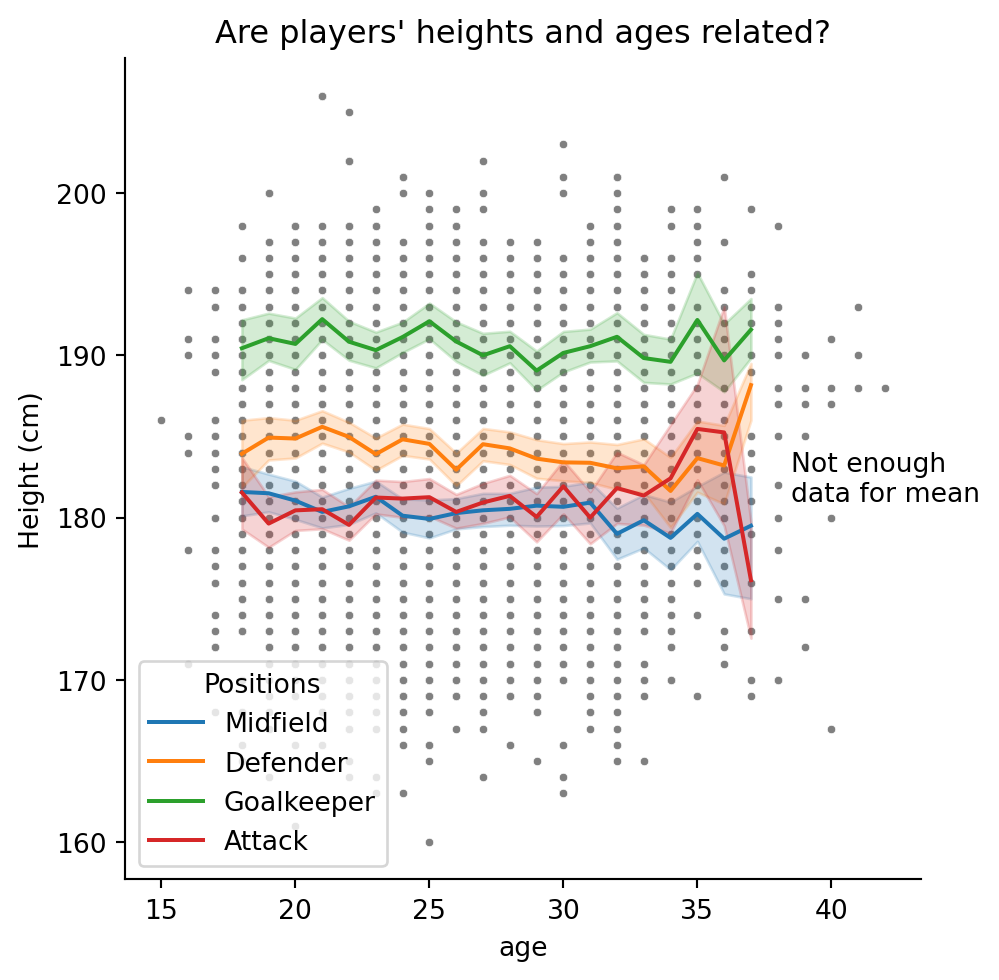 Are players' heights and ages related?
Height (cm)
200
190
180
170
160
Not enough
data for mean
Positions
Midfield
Defender
Goalkeeper
Attack
15 20 25 30 35 40
age